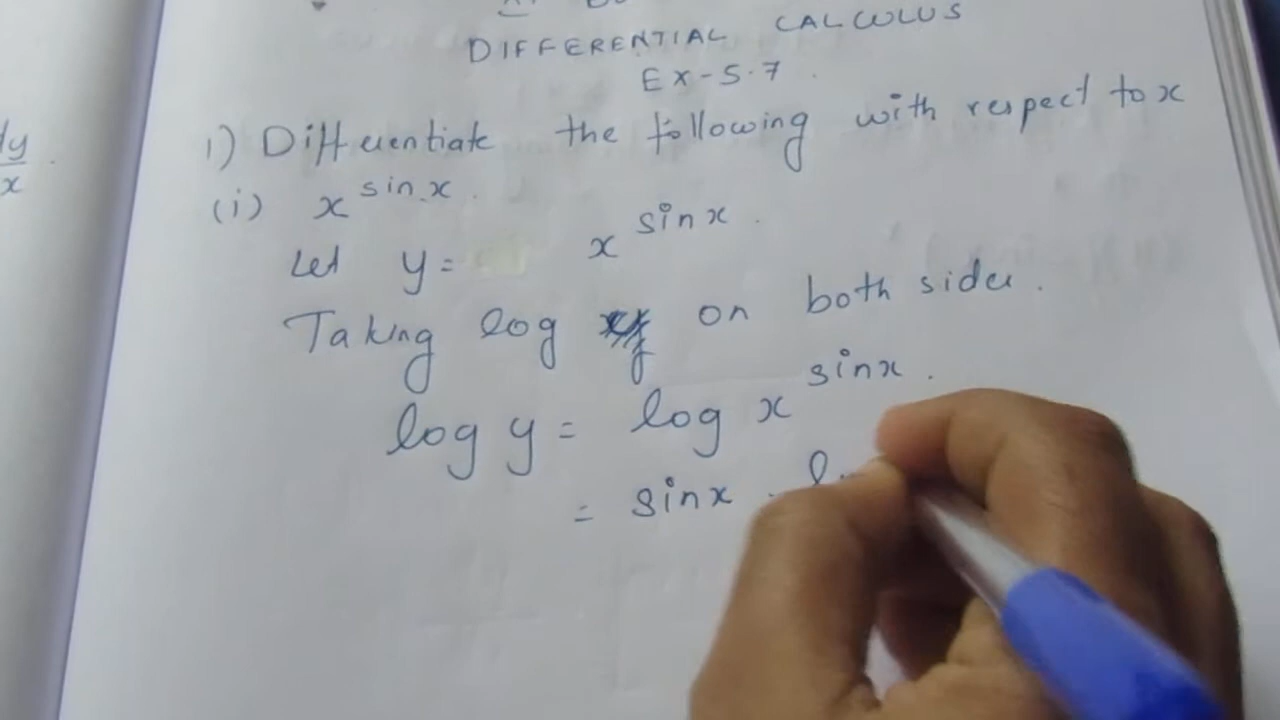 DIFFERENTIAL CALCULUS
EX-5.7
1) Differentiate the following with respect to x
(i) x^sin x.
Let y = x^sin x.
Taking log on both sides.
log y = log x^sin x.
= sin x .
dy
x